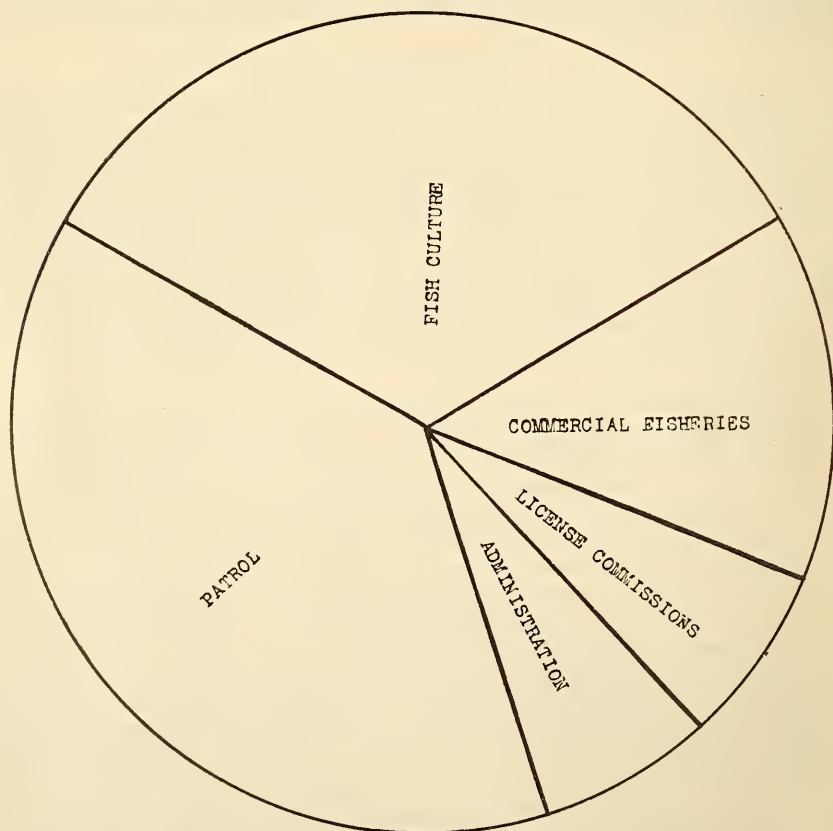 FISH CULTURE
COMMERCIAL FISHERIES
LICENSE COMMISSIONS
ADMINISTRATION
PATROL